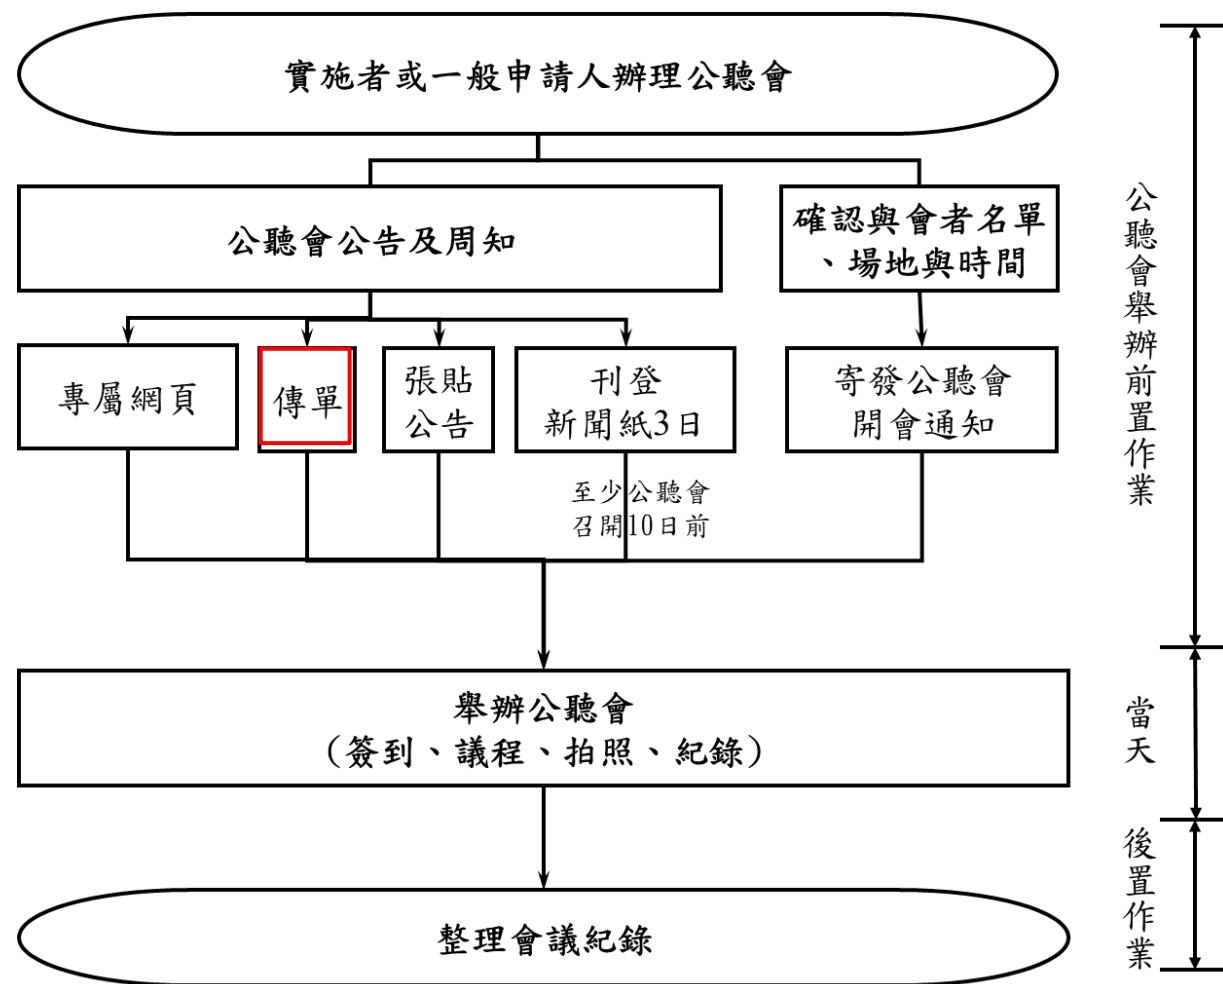 實施者或一般申請人辦理公聽會
公聽會公告及周知
確認與會者名單
、場地與時間
專屬網頁
傳單
張貼
公告
刊登
新聞紙3日
寄發公聽會
開會通知
至少公聽會
召開10日前
舉辦公聽會
（簽到、議程、拍照、紀錄）
整理會議紀錄
公聽會舉辦前置作業
當天
後置作業